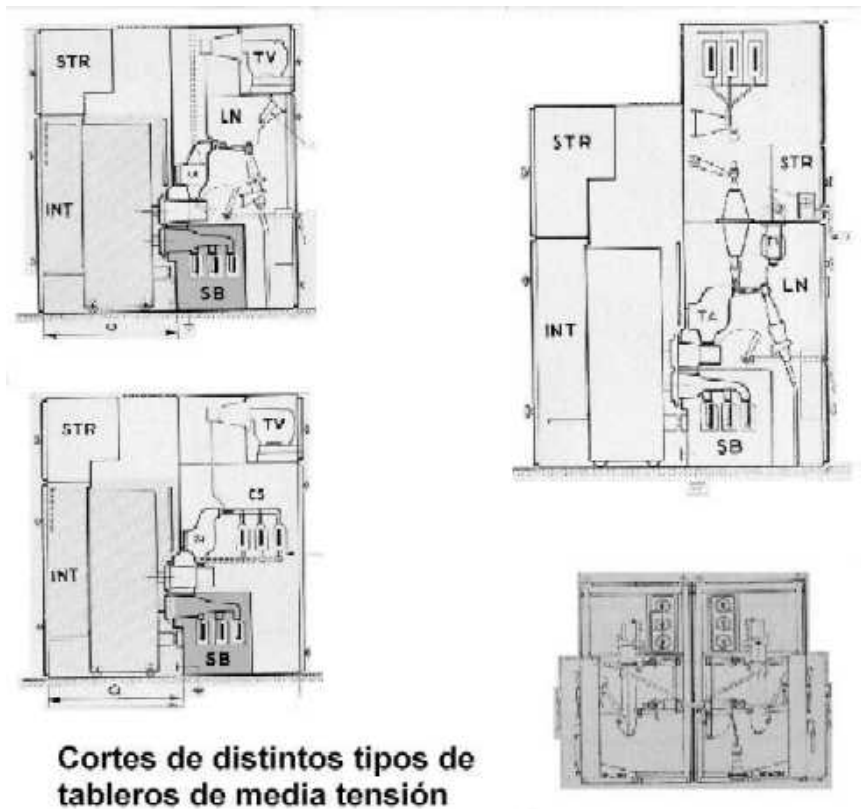 STR
TV
LN
INT
SB
STR
TV
CS
INT
SB
STR
STR
INT
LN
SB
Cortes de distintos tipos de
tableros de media tensión